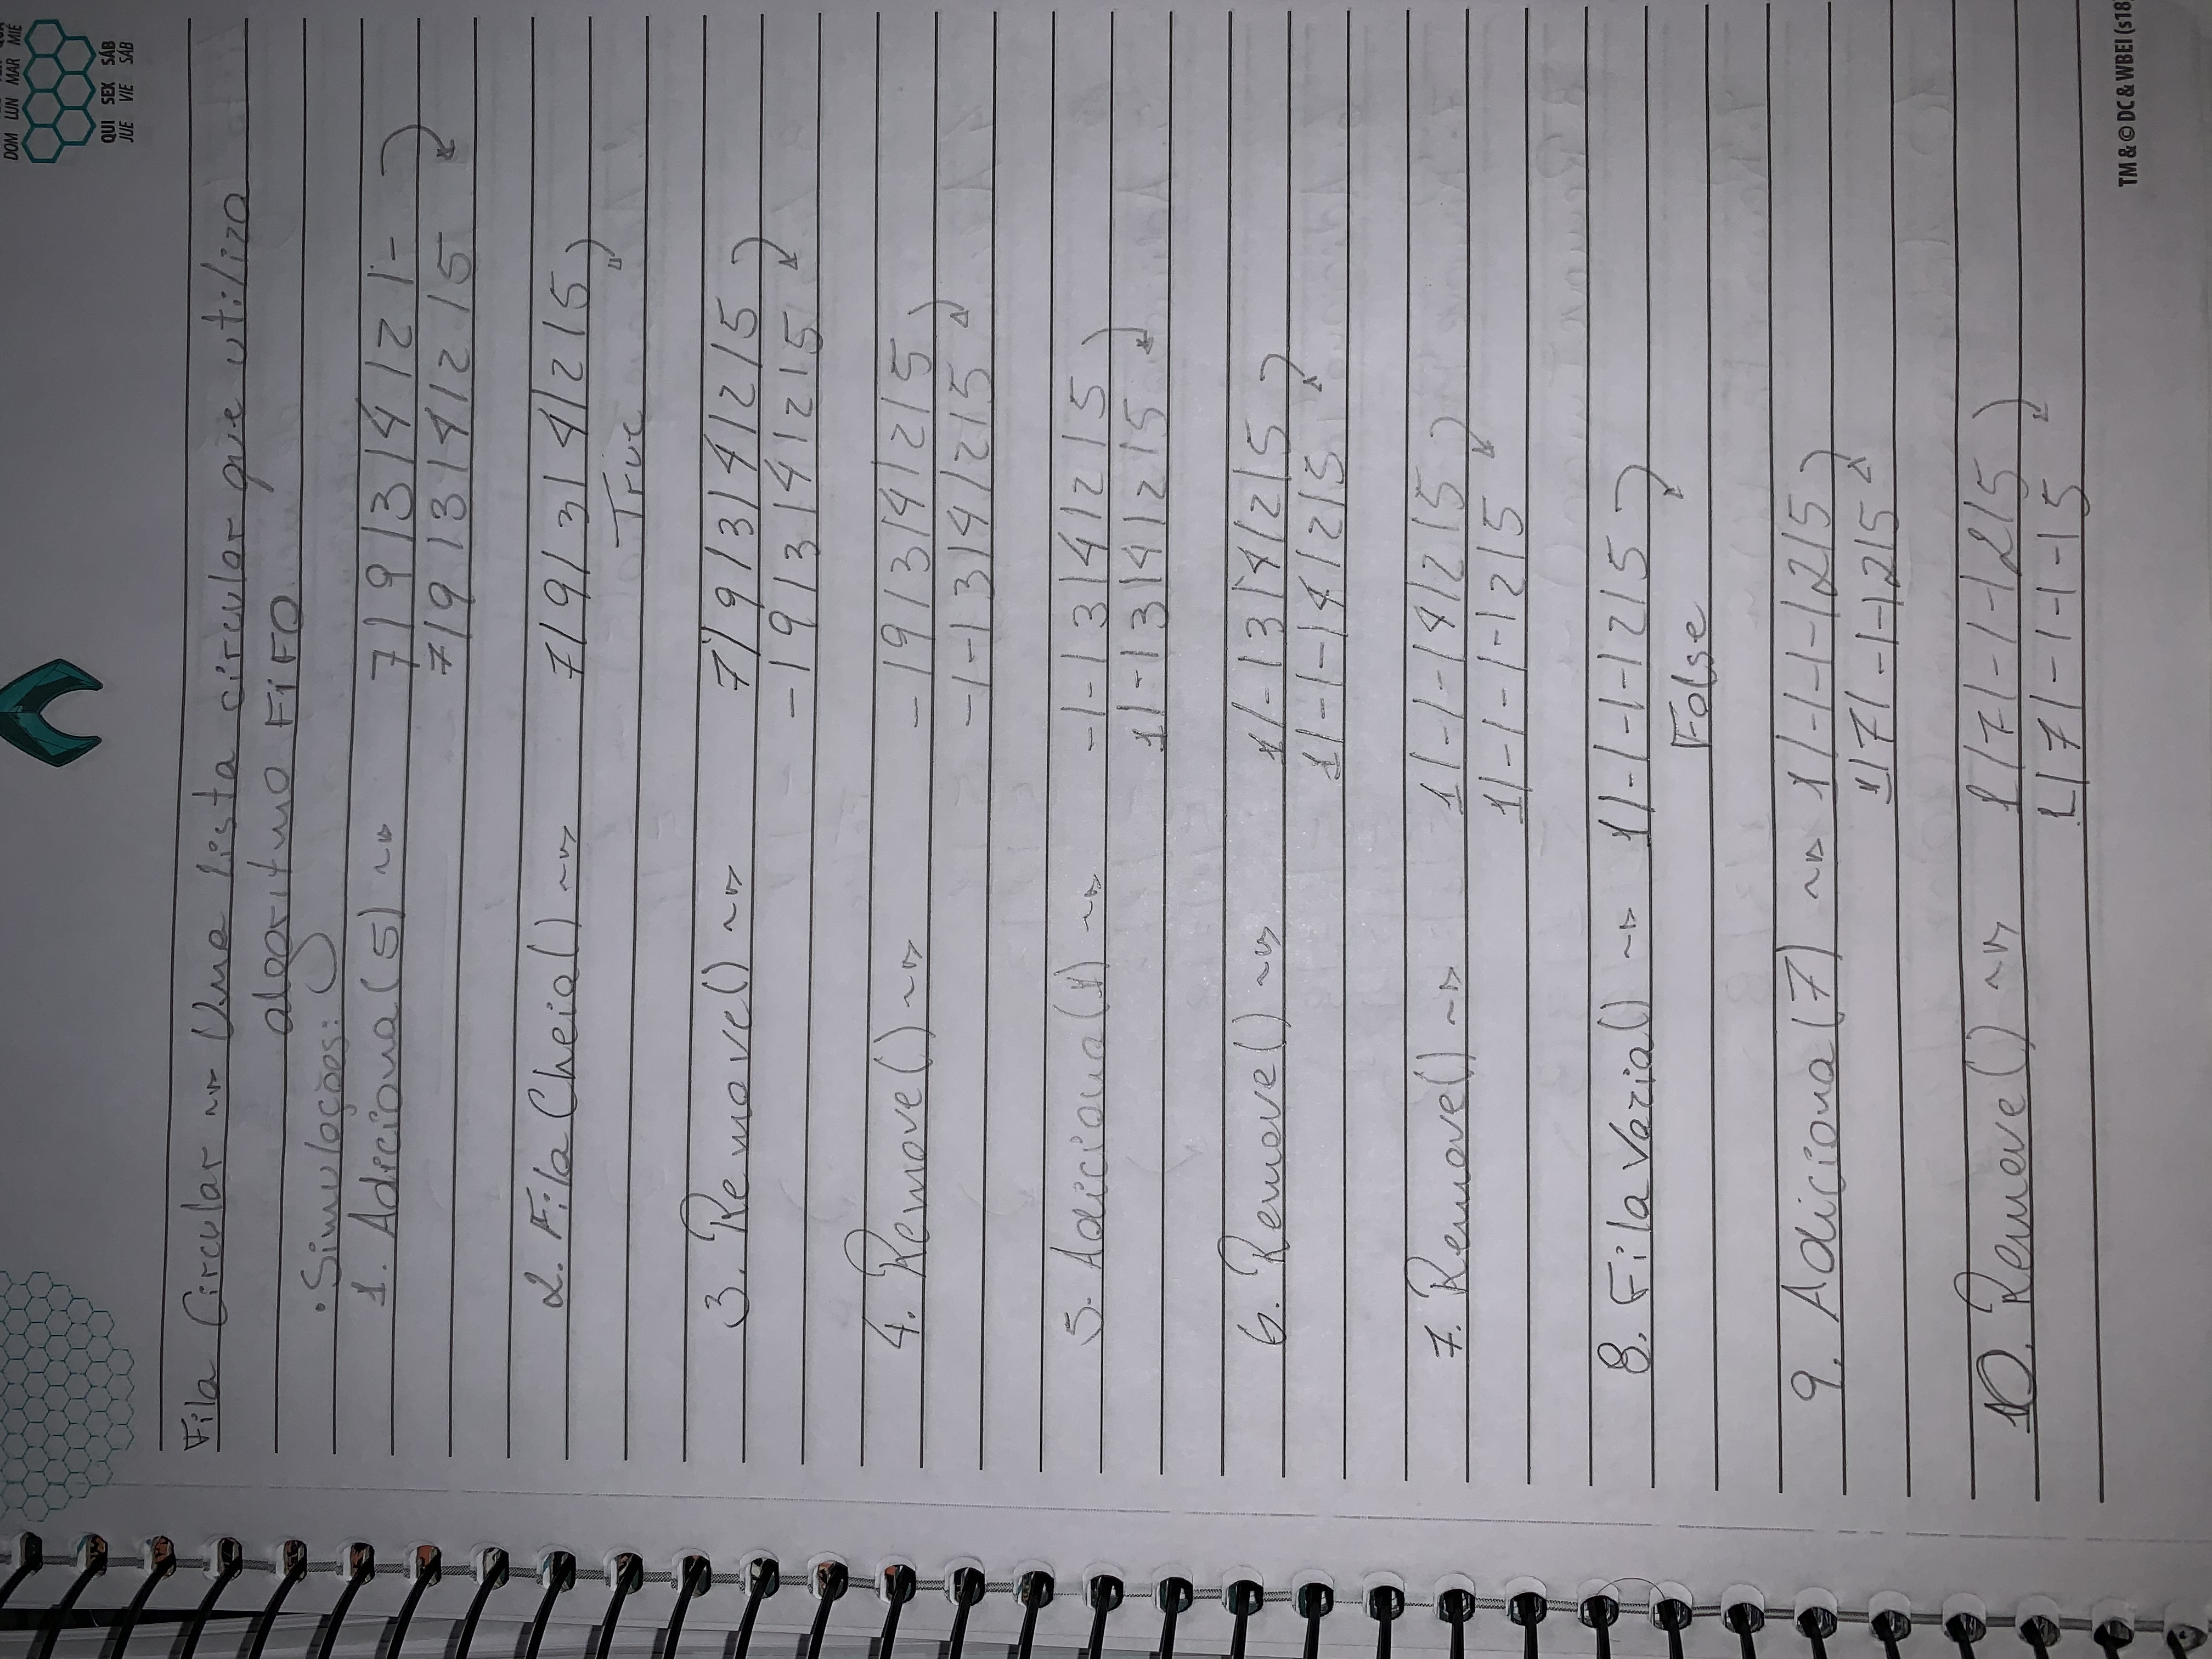 DOM LUN MAR MIÉ
QUI SEX SÁB
JUE VIE SÁB
Fila Circular ~> Uma lista circular que utiliza
algoritmo FIFO
• Simulações:
1. Adiciona(5) ~> 7/9/3/4/2/-
7/9/3/4/2/5
2. Fila Cheia() ~> 7/9/3/4/2/5
True
3. Remove() ~> 7/9/3/4/2/5
-/9/3/4/2/5
4. Remove() ~> -/9/3/4/2/5
-/-/3/4/2/5
5. Adiciona(1) ~> -/-/3/4/2/5
1/-/3/4/2/5
6. Remove() ~> 1/-/3/4/2/5
1/-/-/4/2/5
7. Remove() ~> 1/-/-/4/2/5
1/-/-/-/2/5
8. Fila Vazia() ~> 1/-/-/-/2/5
False
9. Adiciona(7) ~> 1/-/-/-/2/5
1/7/-/-/2/5
10. Remove() ~> 1/7/-/-/2/5
1/7/-/-/-/5
TM & © DC & WBEI (s18)